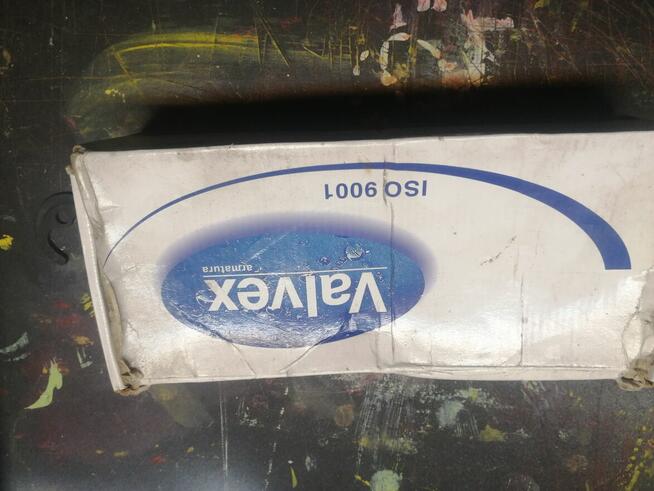 Valvex
armatura
ISO 9001